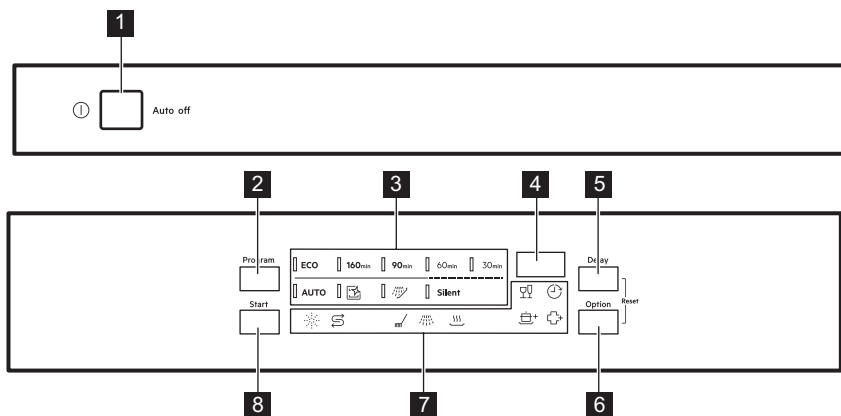 1
Auto off
2
3
4
5
Program
Delay
ECO 160min 90min 60min 30min
AUTO Silent
Start
Option
Reset
8
7
6